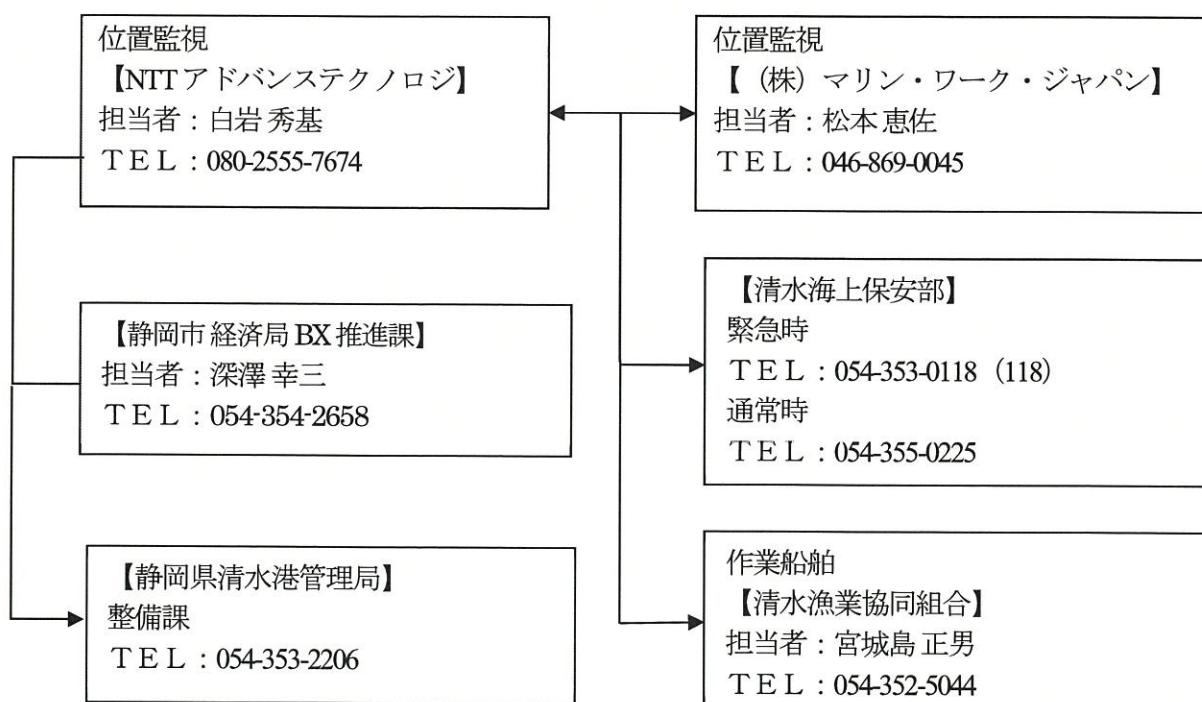 位置監視
【NTTアドバンステクノロジ】
担当者：白岩 秀基
ＴＥＬ：080-2555-7674
位置監視
【（株）マリン・ワーク・ジャパン】
担当者：松本 恵佐
ＴＥＬ：046-869-0045
【静岡市 経済局 BX 推進課】
担当者：深澤 幸三
ＴＥＬ：054-354-2658
【清水海上保安部】
緊急時
ＴＥＬ：054-353-0118（118）
通常時
ＴＥＬ：054-355-0225
【静岡県清水港管理局】
整備課
ＴＥＬ：054-353-2206
作業船舶
【清水漁業協同組合】
担当者：宮城島 正男
ＴＥＬ：054-352-5044